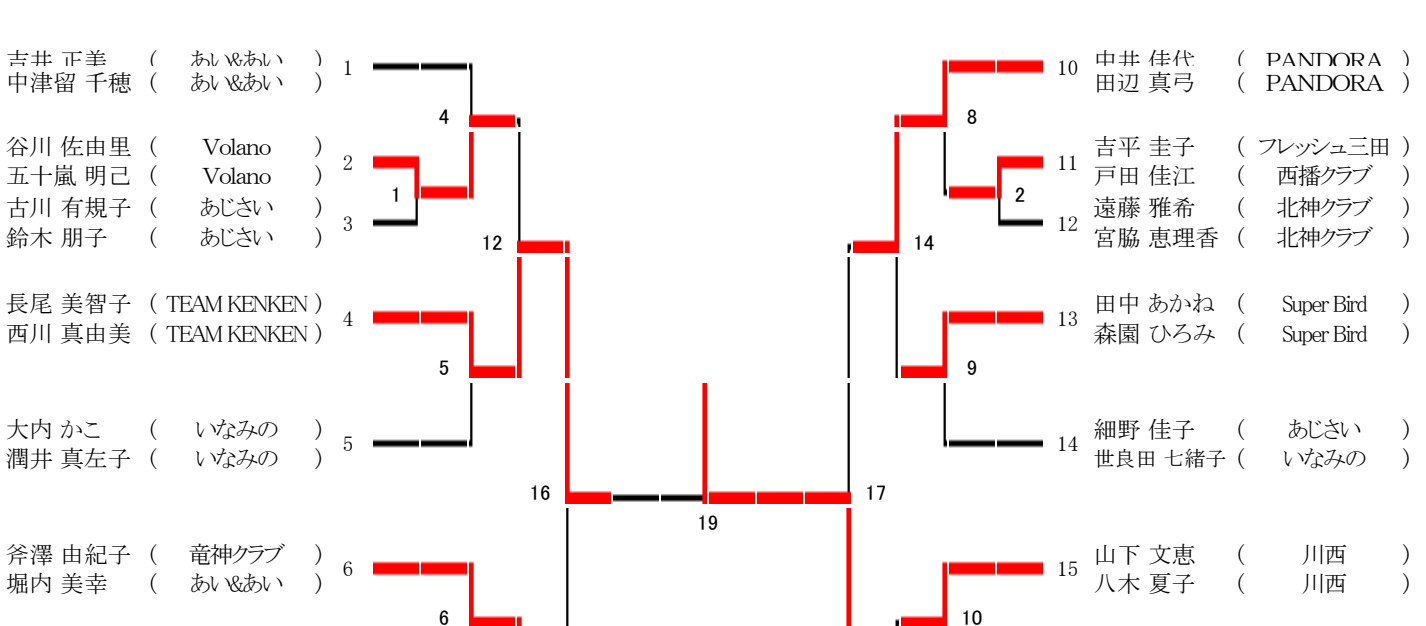 吉井 正美 ( あい&あい ) 1
中津留 千穂 ( あい&あい )
4
谷川 佐由里 ( Volano ) 2
五十嵐 明己 ( Volano )
1
古川 有規子 ( あじさい ) 3
鈴木 朋子 ( あじさい )
12
長尾 美智子 ( TEAM KENKEN ) 4
西川 真由美 ( TEAM KENKEN )
5
大内 かこ ( いなみの ) 5
潤井 真左子 ( いなみの )
16
斧澤 由紀子 ( 竜神クラブ ) 6
堀内 美幸 ( あい&あい )
6
19
10 中井 佳代 ( PANDORA )
田辺 真弓 ( PANDORA )
8
11 吉平 圭子 ( フレッシュ三田 )
戸田 佳江 ( 西播クラブ )
2
12 遠藤 雅希 ( 北神クラブ )
宮脇 恵理香 ( 北神クラブ )
14
13 田中 あかね ( Super Bird )
森園 ひろみ ( Super Bird )
9
14 細野 佳子 ( あじさい )
世良田 七緒子 ( いなみの )
17
15 山下 文恵 ( 川西 )
八木 夏子 ( 川西 )
10